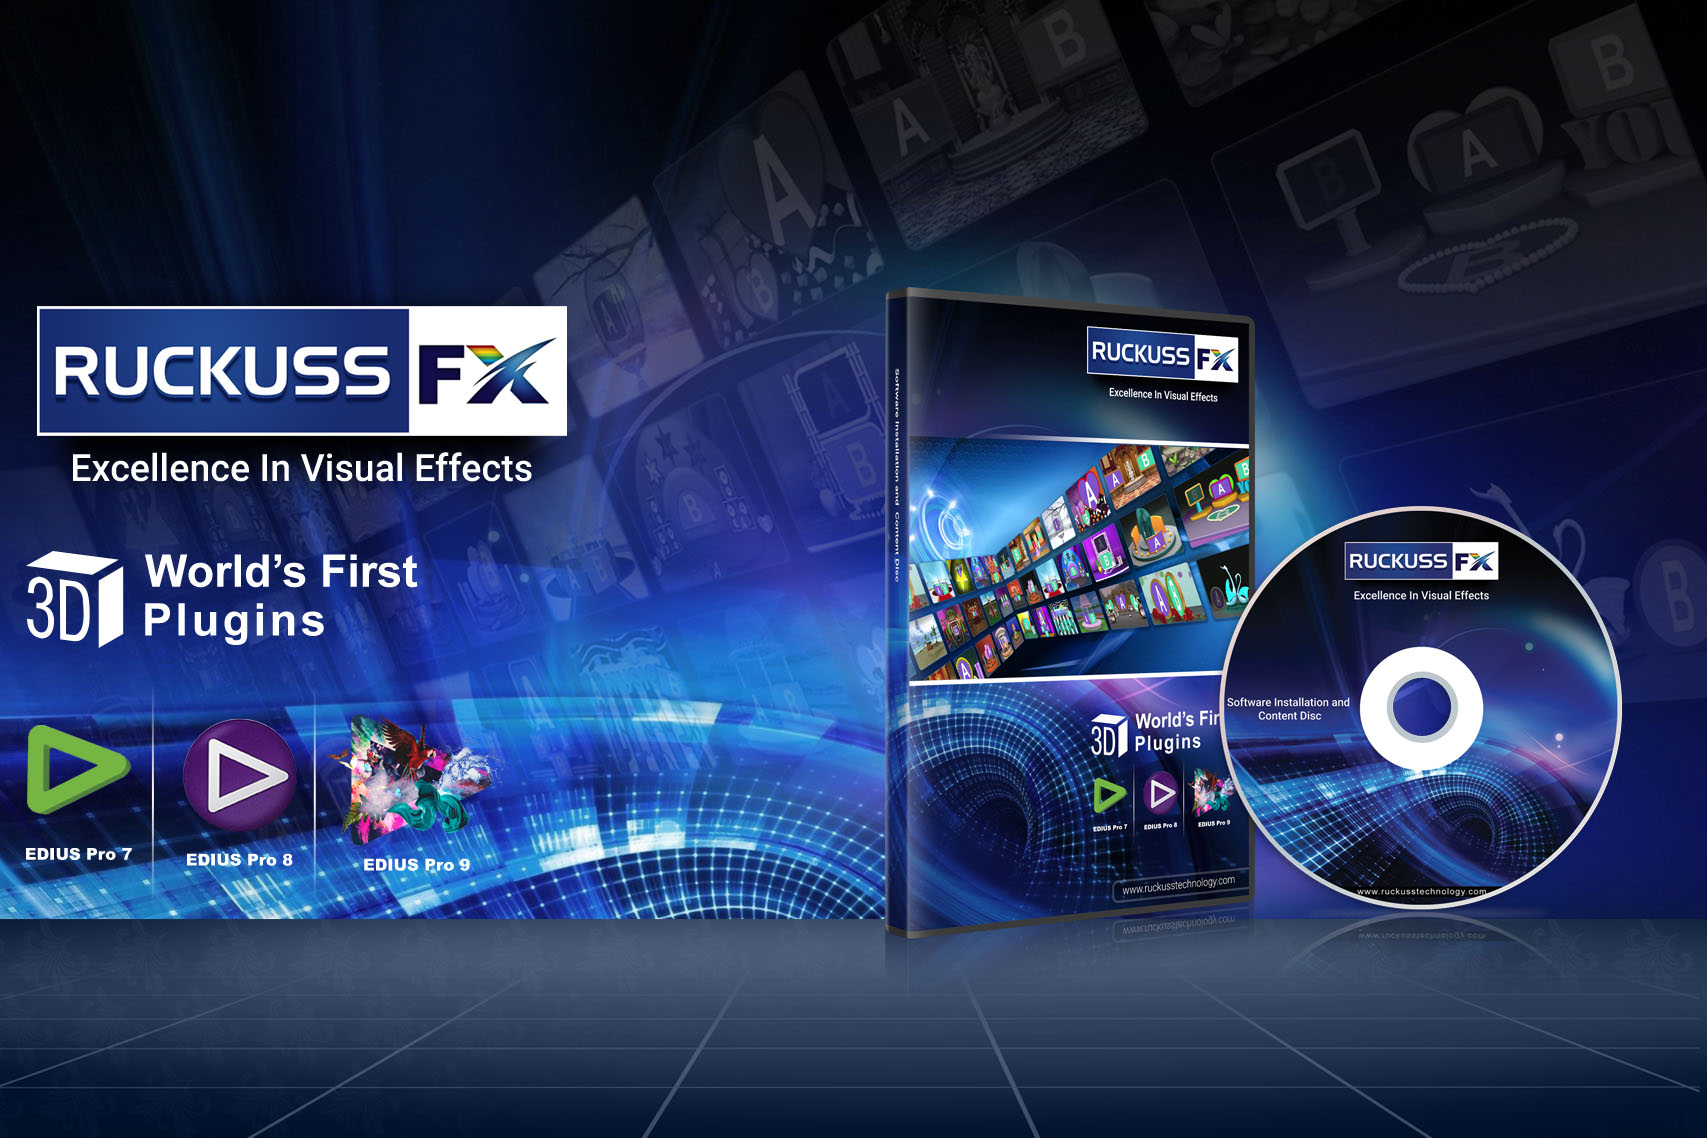 RUCKUSS FX
Excellence In Visual Effects
3D
World's First
Plugins
EDIUS Pro 7
EDIUS Pro 8
EDIUS Pro 9
Software Installation and Content Disc
RUCKUSS FX
Excellence In Visual Effects
3D
World's Fir
Plugins
EDIUS Pro 7
EDIUS Pro 8
EDIUS Pro 9
www.ruckusstechnology.com
RUCKUSS FX
Excellence In Visual Effects
Software Installation and
Content Disc
www.ruckusstechnology.com
A
B
A
B
B
A
YOU
B